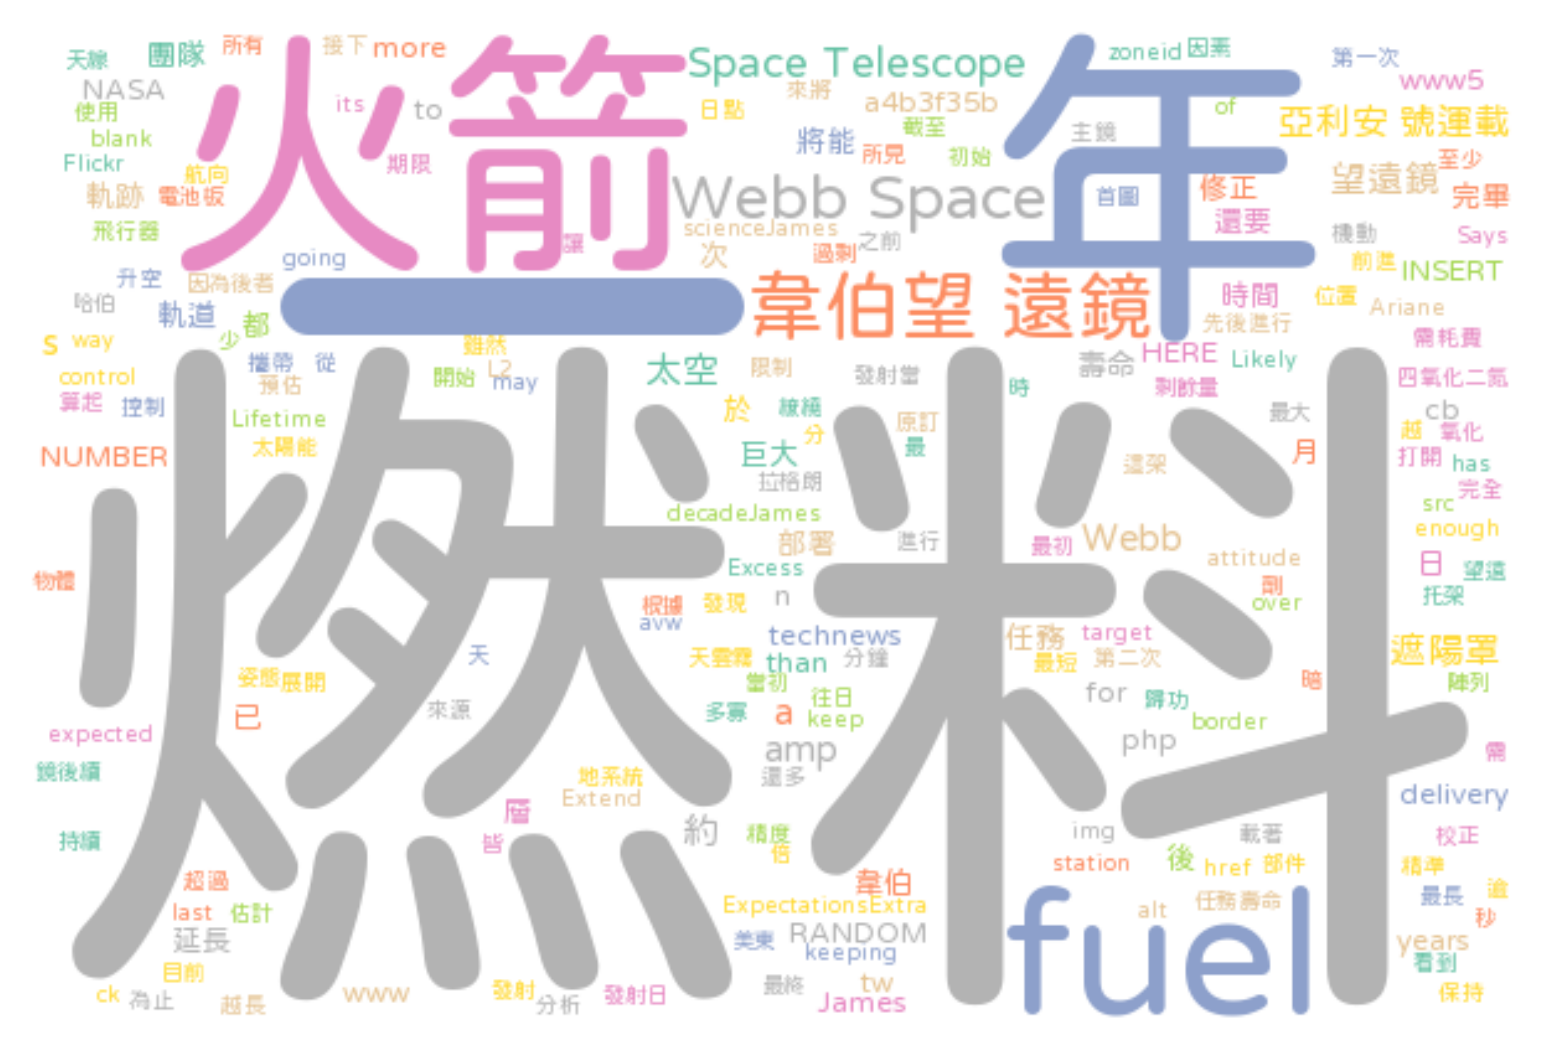 天線 團隊 所有 接下 more
NASA
使用
blank
Flickr
航向
軌跡 電池板
飛行器
火箭
its
to
期限
讓
Space Telescope
zoneid 因素
第一次
www5
來將
a4b3f35b
日點
截至
將能 所見 初始
主鏡
of
亞利安 號運載
至少
望遠鏡
完畢
Webb Space
年
首圖
修正
還要
scienceJames
之前
次
過剩
機動
Says
前進 INSERT
going
升空 因為後者
哈伯
軌道
都
少
一
韋伯望 遠鏡
時間
位置
Ariane
先後進行
s way
攜帶 從
雖然
L2
may
開始
預估
control
算起 控制
Lifetime
太陽能
NUMBER
太空
限制
發射當
壽命 HERE Likely
需耗費
時
剩餘量
四氧化二氮
於
繚繞
分
原訂
最
最大
cb
越 氧化
巨大
拉格朗
這架
月
打開 has
完全
src
enough
decadeJames
部署
進行
最初 Webb
attitude
日
望遠
托架
物體
Excess
副
over
根據
avw
發現
n
燃料
technews
任務 target
天
天雲霧 than 分鐘
最短 第二次
遮陽罩
姿態 展開
當初
往日
keep
for
歸功
border
暗
陣列
已
來源
多寡
a
expected
amp
php
需
鏡後續
還多
地系統
Extend
delivery
層
皆
約
精度
倍
img
載著
校正
持續
station
後
href 部件
精準
超過
韋伯
最長
逾
last 估計
ExpectationsExtra
alt
任務壽命
秒
延長
美東 RANDOM
keeping
fuel
years
看到
目前
ck 為止
越長
www
發射
分析
發射日
最終
tw
James
保持